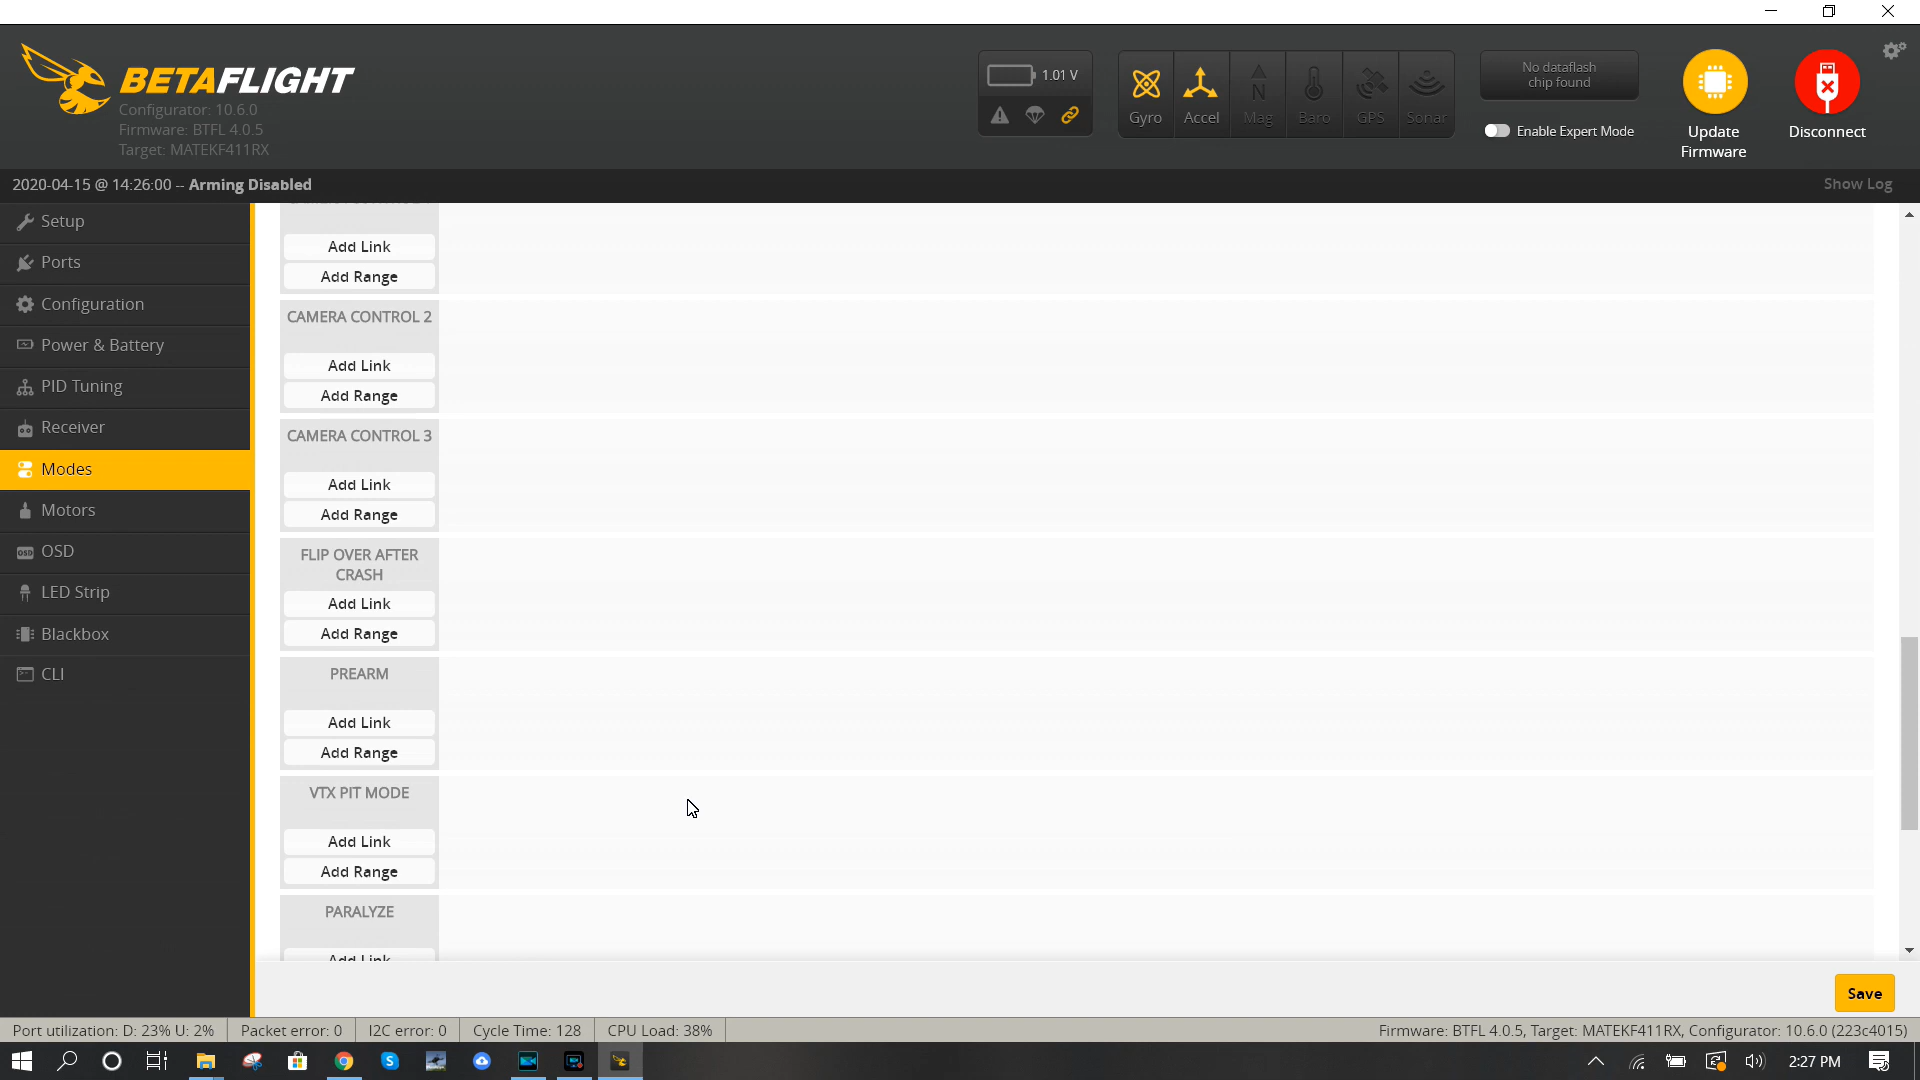 BETAFLIGHT
Configurator: 10.6.0
Firmware: BTFL 4.0.5
Target: MATEKF411RX
1.01 V
Gyro
Accel
Mag
Baro
GPS
Sonar
No dataflash
chip found
Enable Expert Mode
Update
Firmware
Disconnect
2020-04-15 @ 14:26:00 -- Arming Disabled
Show Log
Setup
Ports
Configuration
Power & Battery
PID Tuning
Receiver
Modes
Motors
OSD
LED Strip
Blackbox
CLI
Add Link
Add Range
CAMERA CONTROL 2
Add Link
Add Range
CAMERA CONTROL 3
Add Link
Add Range
FLIP OVER AFTER
CRASH
Add Link
Add Range
PREARM
Add Link
Add Range
VTX PIT MODE
Add Link
Add Range
PARALYZE
Add Link
Save
Port utilization: D: 23% U: 2%
Packet error: 0
I2C error: 0
Cycle Time: 128
CPU Load: 38%
Firmware: BTFL 4.0.5, Target: MATEKF411RX, Configurator: 10.6.0 (223c4015)
2:27 PM